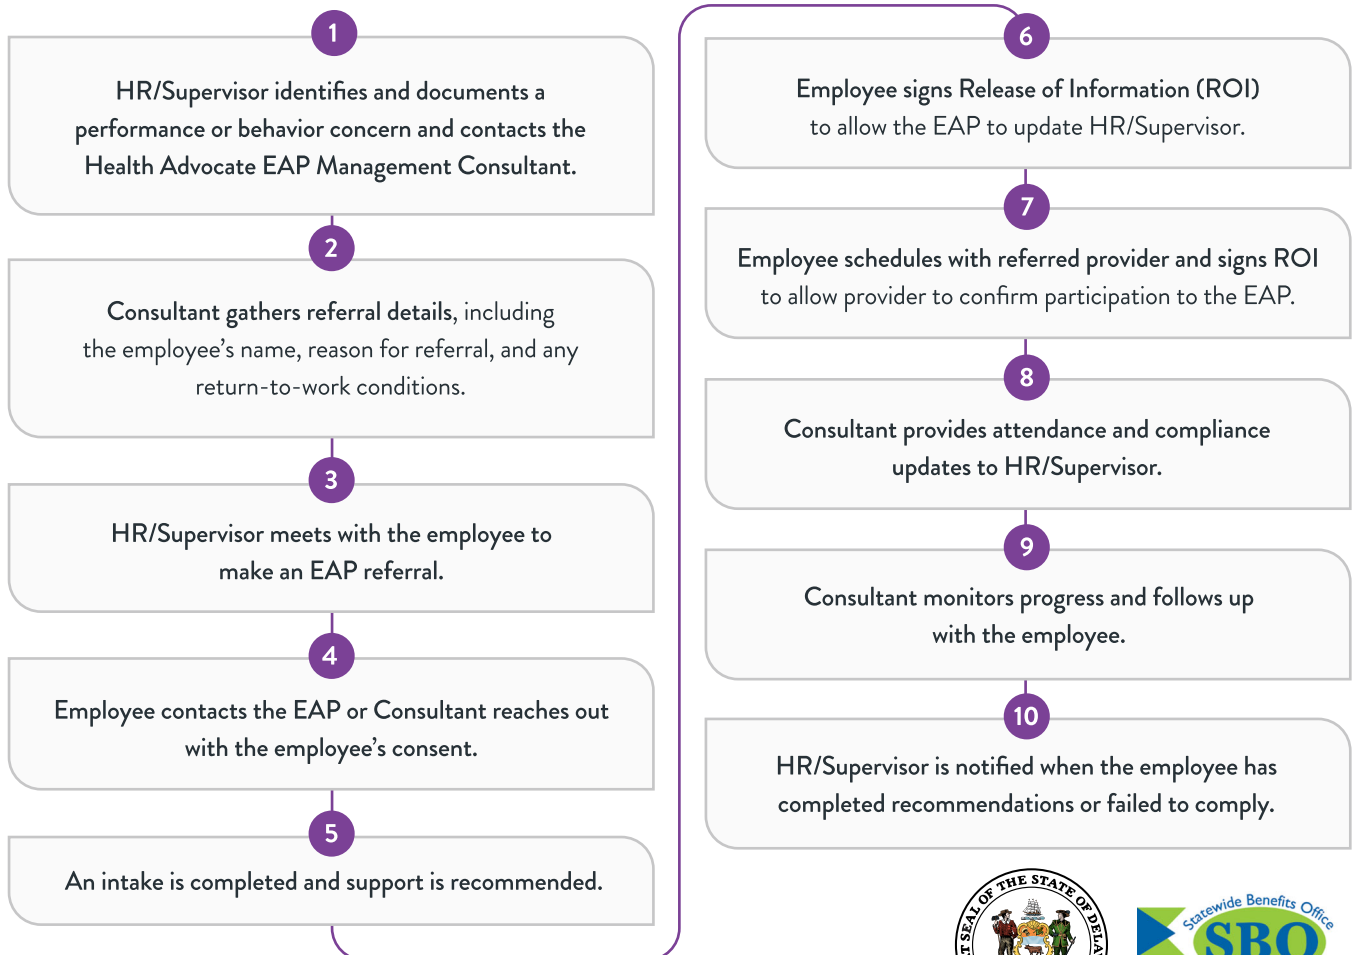 1
HR/Supervisor identifies and documents a
performance or behavior concern and contacts the
Health Advocate EAP Management Consultant.
2
Consultant gathers referral details, including
the employee's name, reason for referral, and any
return-to-work conditions.
3
HR/Supervisor meets with the employee to
make an EAP referral.
4
Employee contacts the EAP or Consultant reaches out
with the employee's consent.
5
An intake is completed and support is recommended.
6
Employee signs Release of Information (ROI)
to allow the EAP to update HR/Supervisor.
7
Employee schedules with referred provider and signs ROI
to allow provider to confirm participation to the EAP.
8
Consultant provides attendance and compliance
updates to HR/Supervisor.
9
Consultant monitors progress and follows up
with the employee.
10
HR/Supervisor is notified when the employee has
completed recommendations or failed to comply.
SEAL OF THE STATE OF
Statewide Benefits Office
SBO